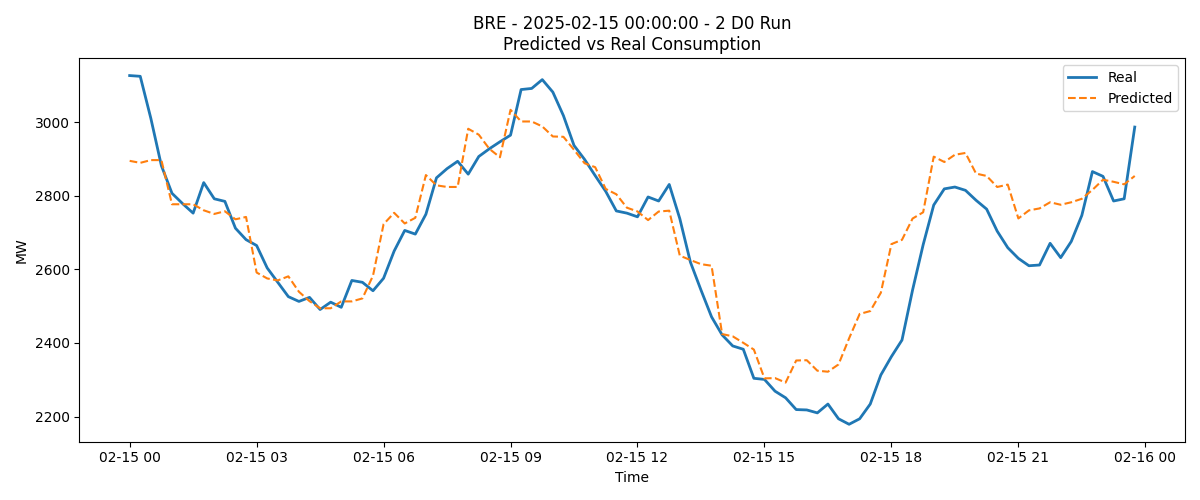 BRE - 2025-02-15 00:00:00 - 2 D0 Run
Predicted vs Real Consumption
Real
Predicted
MW
3000
2800
2600
2400
2200
02-15 00
02-15 03
02-15 06
02-15 09
02-15 12
02-15 15
02-15 18
02-15 21
02-16 00
Time